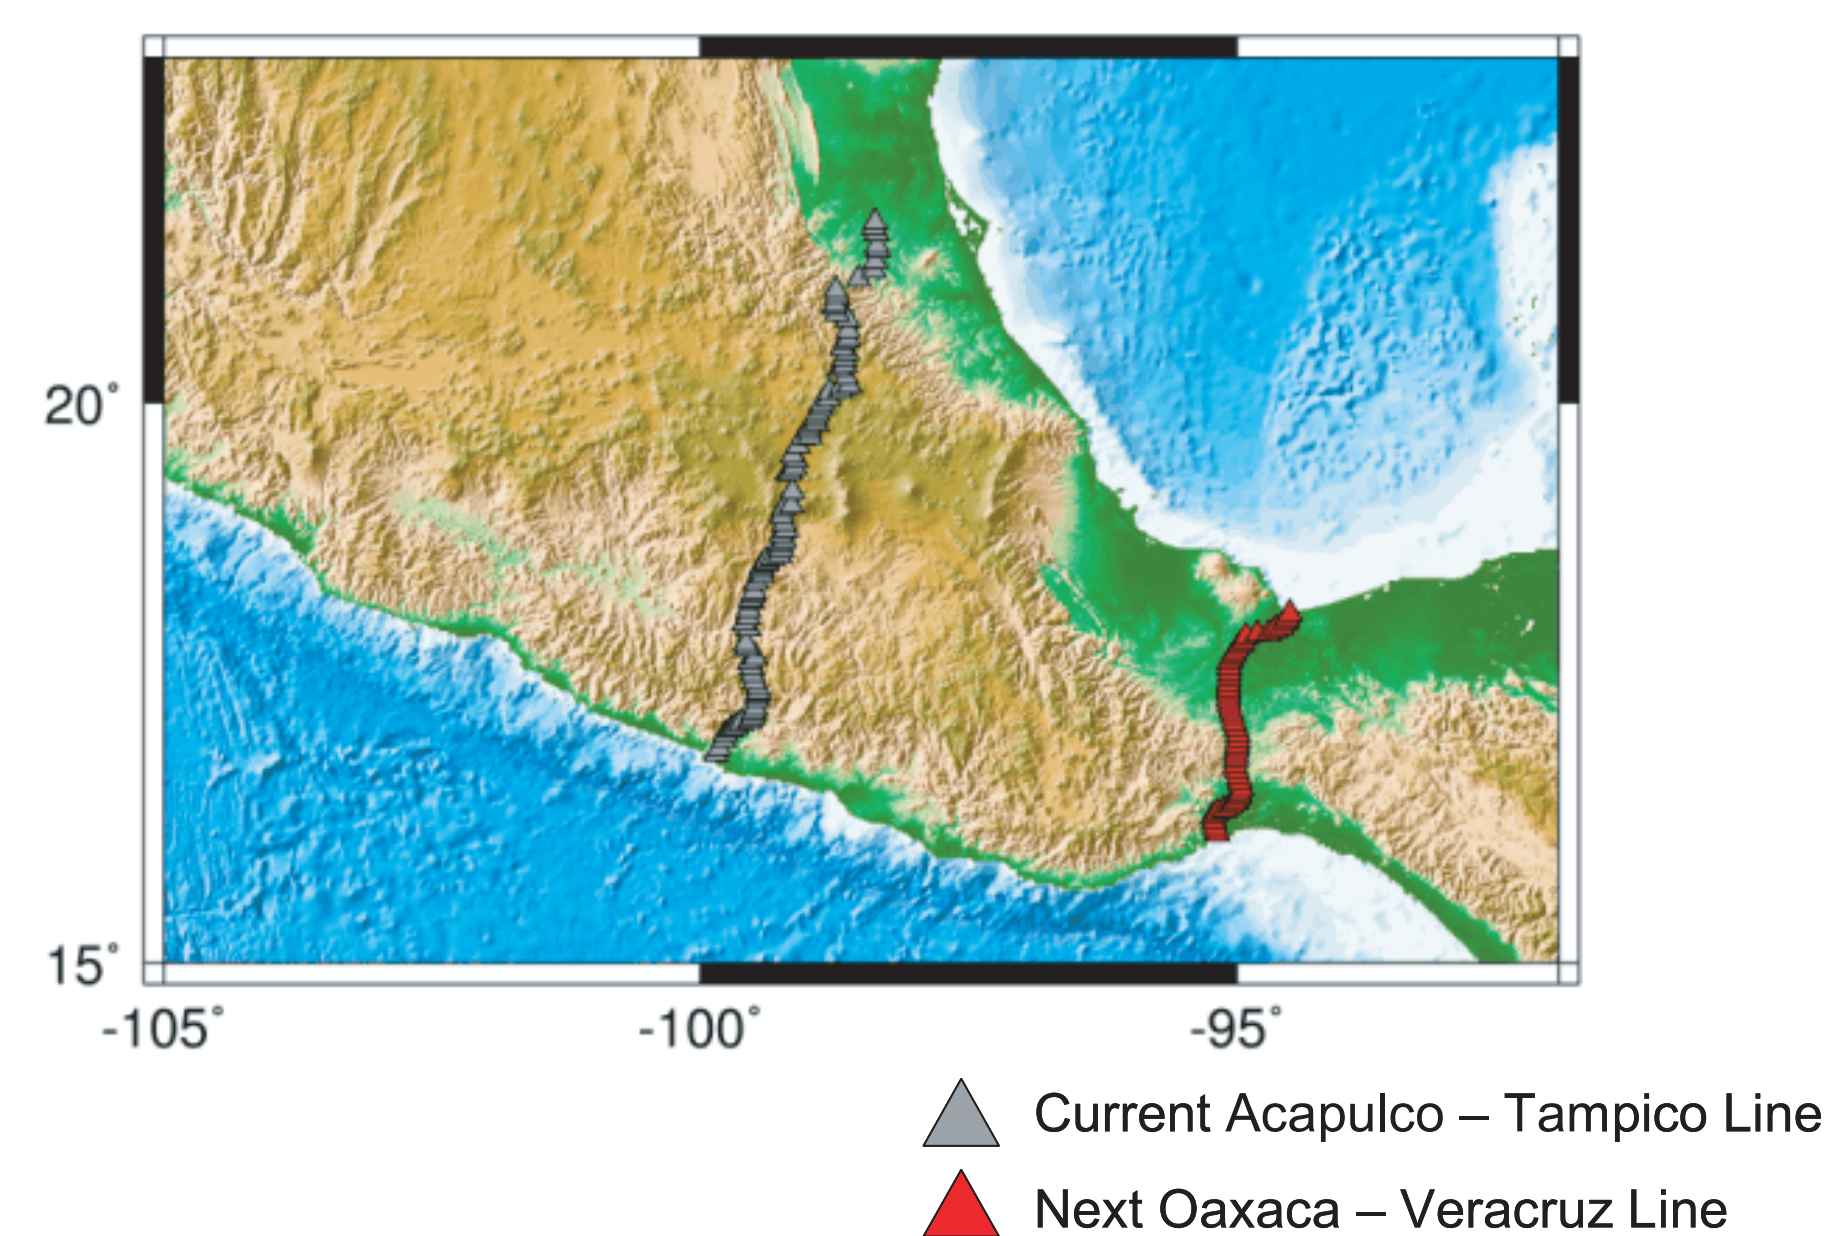 20°
15°
-105° -100° -95°
Current Acapulco – Tampico Line
Next Oaxaca – Veracruz Line